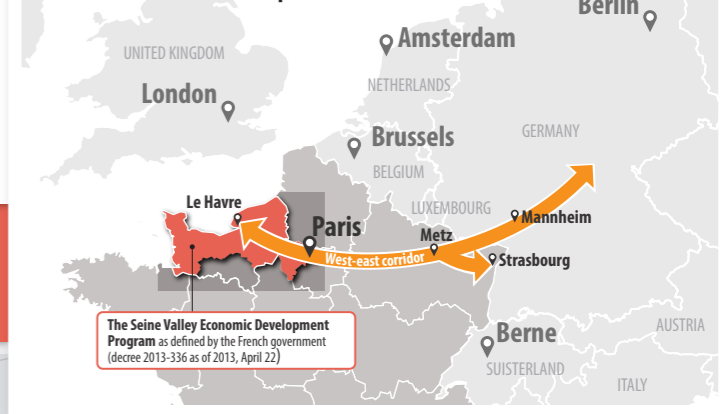 Berlin
Amsterdam
UNITED KINGDOM
NETHERLANDS
London
Brussels
GERMANY
BELGIUM
Le Havre
LUXEMBOURG
Mannheim
Paris
Metz
West-east corridor
Strasbourg
The Seine Valley Economic Development
Program as defined by the French government
(decree 2013-336 as of 2013, April 22)
Berne
AUSTRIA
SUISTERLAND
ITALY